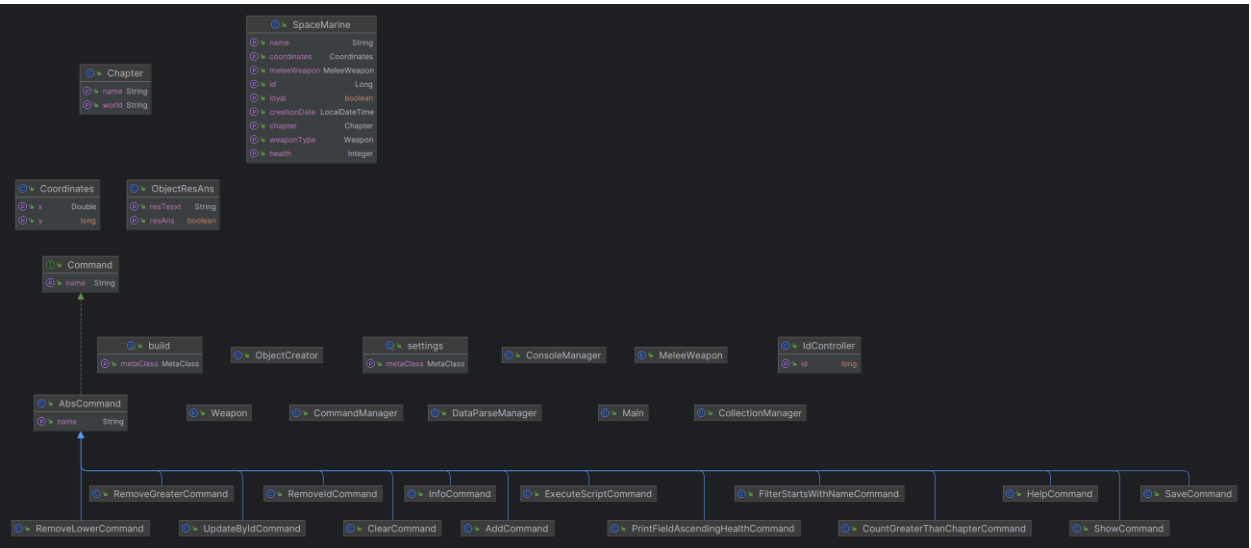 SpaceMarine
name String
coordinates Coordinates
meleeWeapon MeleeWeapon
id Long
loyal boolean
creationDate LocalDateTime
chapter Chapter
weaponType Weapon
health Integer
Chapter
name String
world String
Coordinates
x Double
y long
ObjectResAns
resTesxt String
resAns boolean
Command
name String
build
metaClass MetaClass
ObjectCreator
settings
metaClass MetaClass
ConsoleManager
MeleeWeapon
IdController
id long
AbsCommand
name String
Weapon
CommandManager
DataParseManager
Main
CollectionManager
RemoveGreaterCommand
RemoveIdCommand
InfoCommand
ExecuteScriptCommand
FilterStartsWithNameCommand
HelpCommand
SaveCommand
RemoveLowerCommand
UpdateByIdCommand
ClearCommand
AddCommand
PrintFieldAscendingHealthCommand
CountGreaterThanChapterCommand
ShowCommand